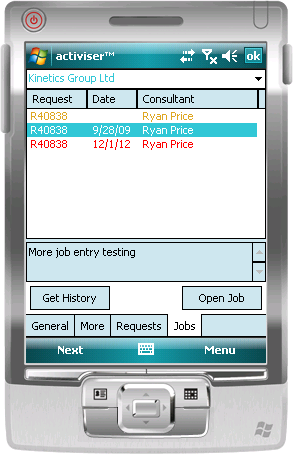 activiser™ ok
Kinetics Group Ltd
Request Date Consultant
R40838 Ryan Price
R40838 9/28/09 Ryan Price
R40838 12/1/12 Ryan Price
More job entry testing
Get History Open Job
General More Requests Jobs
Next Menu